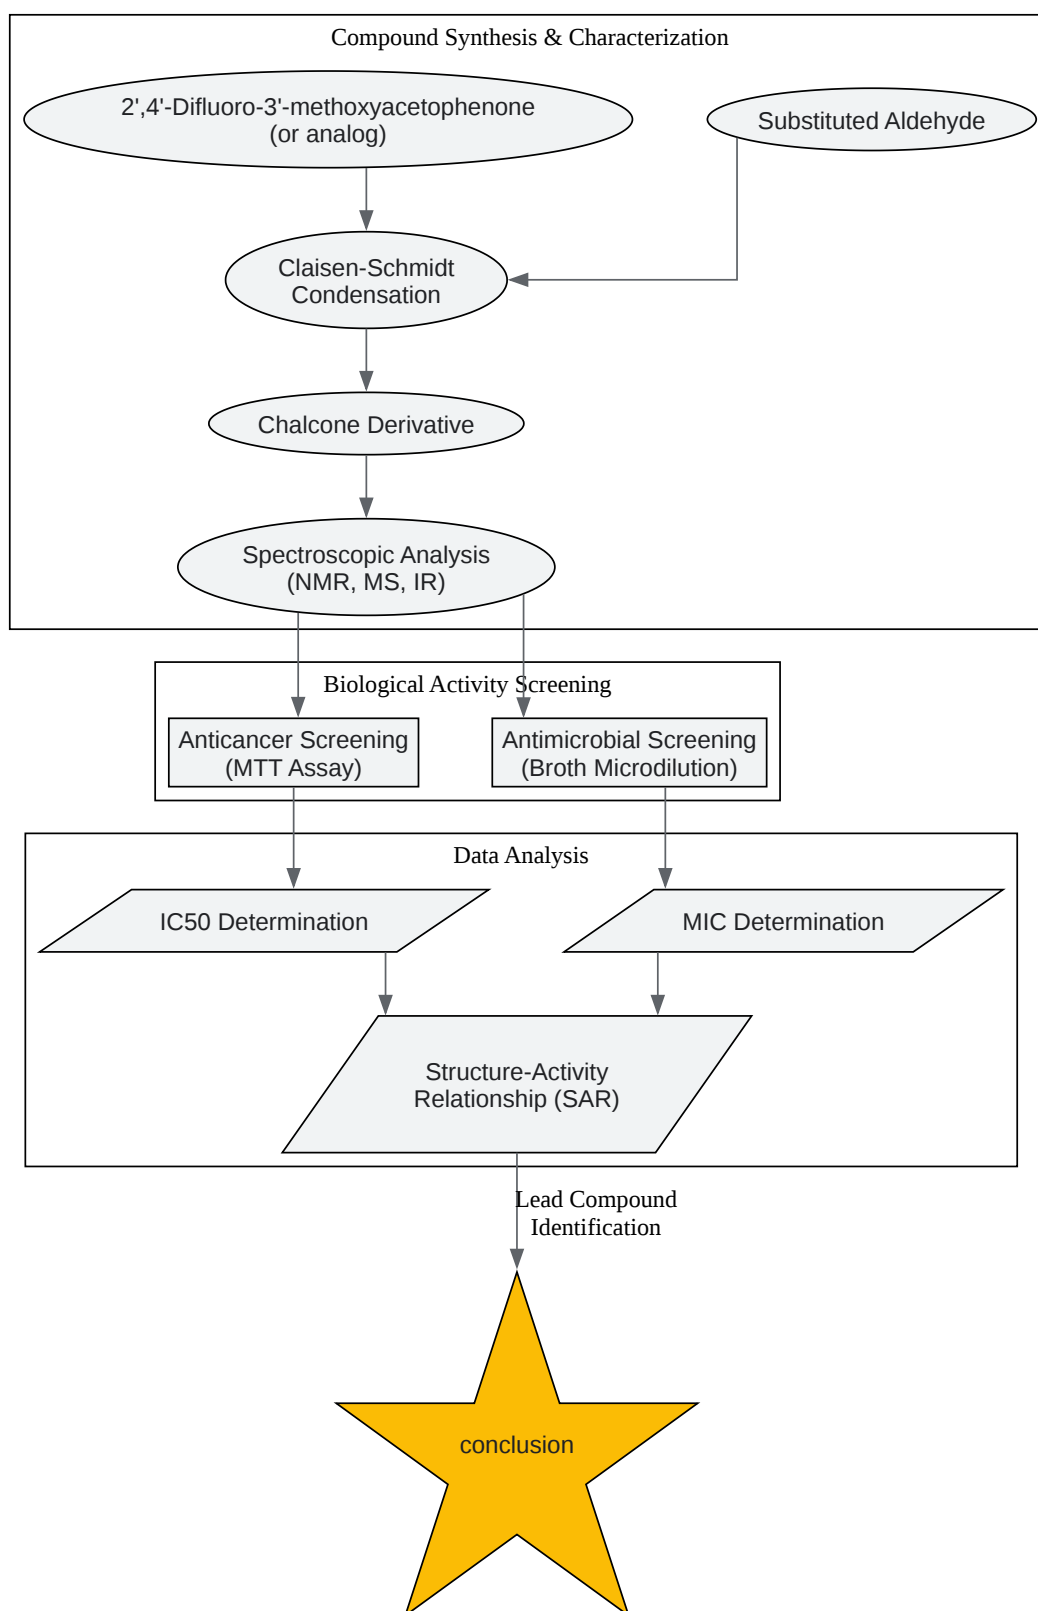 Compound Synthesis & Characterization
2',4'-Difluoro-3'-methoxyacetophenone
(or analog)
Substituted Aldehyde
Claisen-Schmidt
Condensation
Chalcone Derivative
Spectroscopic Analysis
(NMR, MS, IR)
Biological Activity Screening
Anticancer Screening
(MTT Assay)
Antimicrobial Screening
(Broth Microdilution)
Data Analysis
IC50 Determination
MIC Determination
Structure-Activity
Relationship (SAR)
Lead Compound
Identification
conclusion